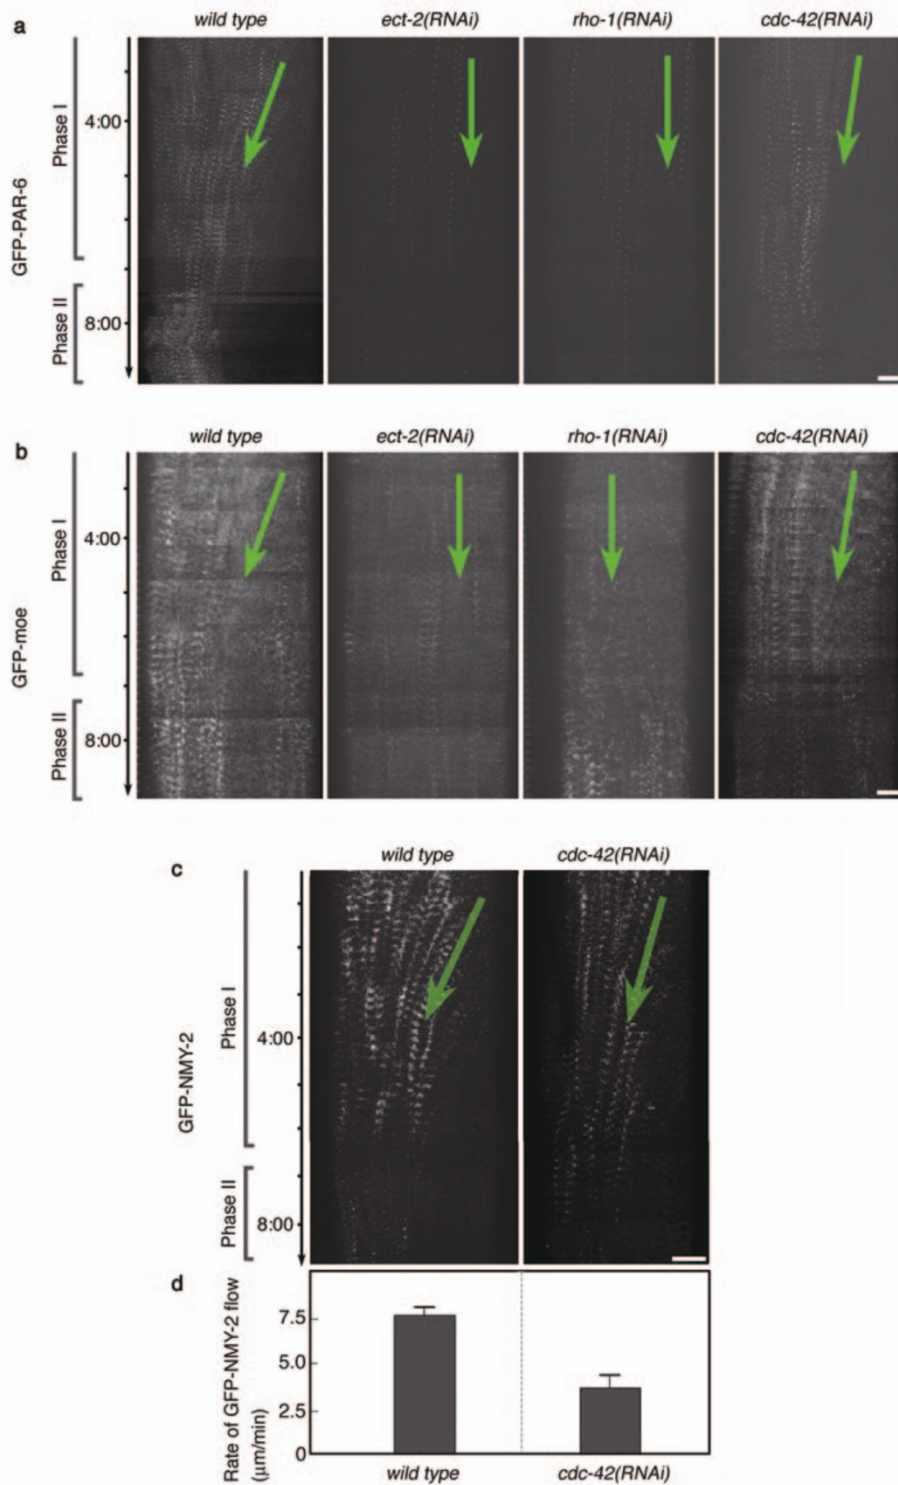 a
wild type ect-2(RNAi) rho-1(RNAi) cdc-42(RNAi)
GFP-PAR-6
Phase I
Phase II
4:00
8:00
b
wild type ect-2(RNAi) rho-1(RNAi) cdc-42(RNAi)
GFP-moe
Phase I
Phase II
4:00
8:00
c
wild type cdc-42(RNAi)
GFP-NMY-2
Phase I
Phase II
4:00
8:00
d
Rate of GFP-NMY-2 flow
(μm/min)
7.5
5.0
2.5
0
wild type cdc-42(RNAi)